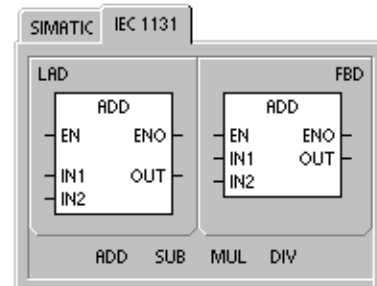 SIMATIC IEC 1131
LAD FBD
ADD ADD
EN ENO EN ENO
IN1 OUT IN1 OUT
IN2 IN2
ADD SUB MUL DIV